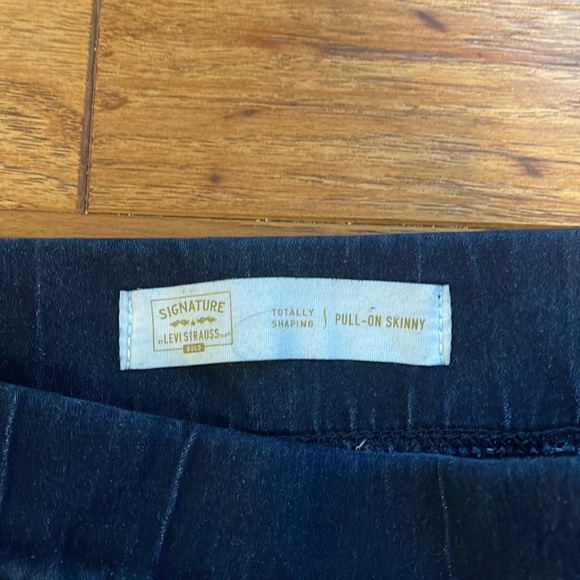 SIGNATURE
BY LEVI STRAUSS & CO.
GOLD
TOTALLY
SHAPING
PULL-ON SKINNY